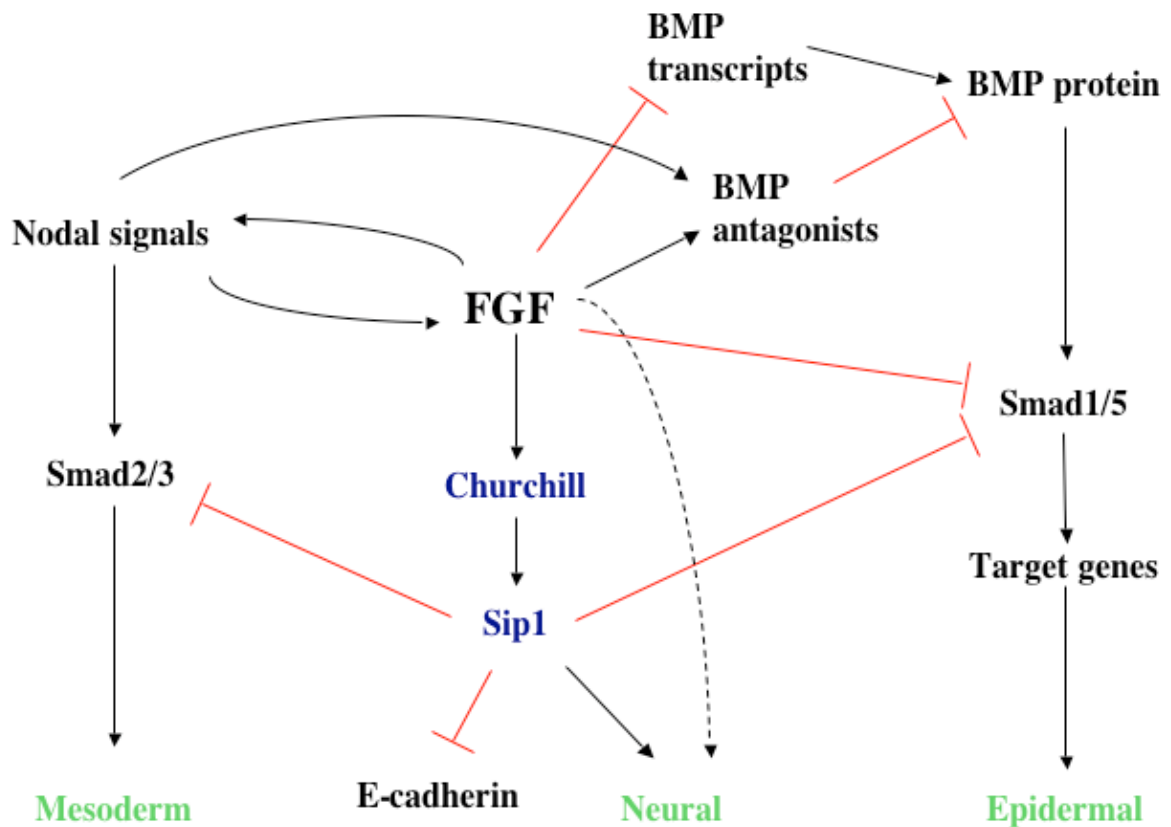 BMP
transcripts
BMP protein
BMP
antagonists
Nodal signals
FGF
Smad1/5
Smad2/3
Churchill
Target genes
Sip1
E-cadherin
Mesoderm
Neural
Epidermal